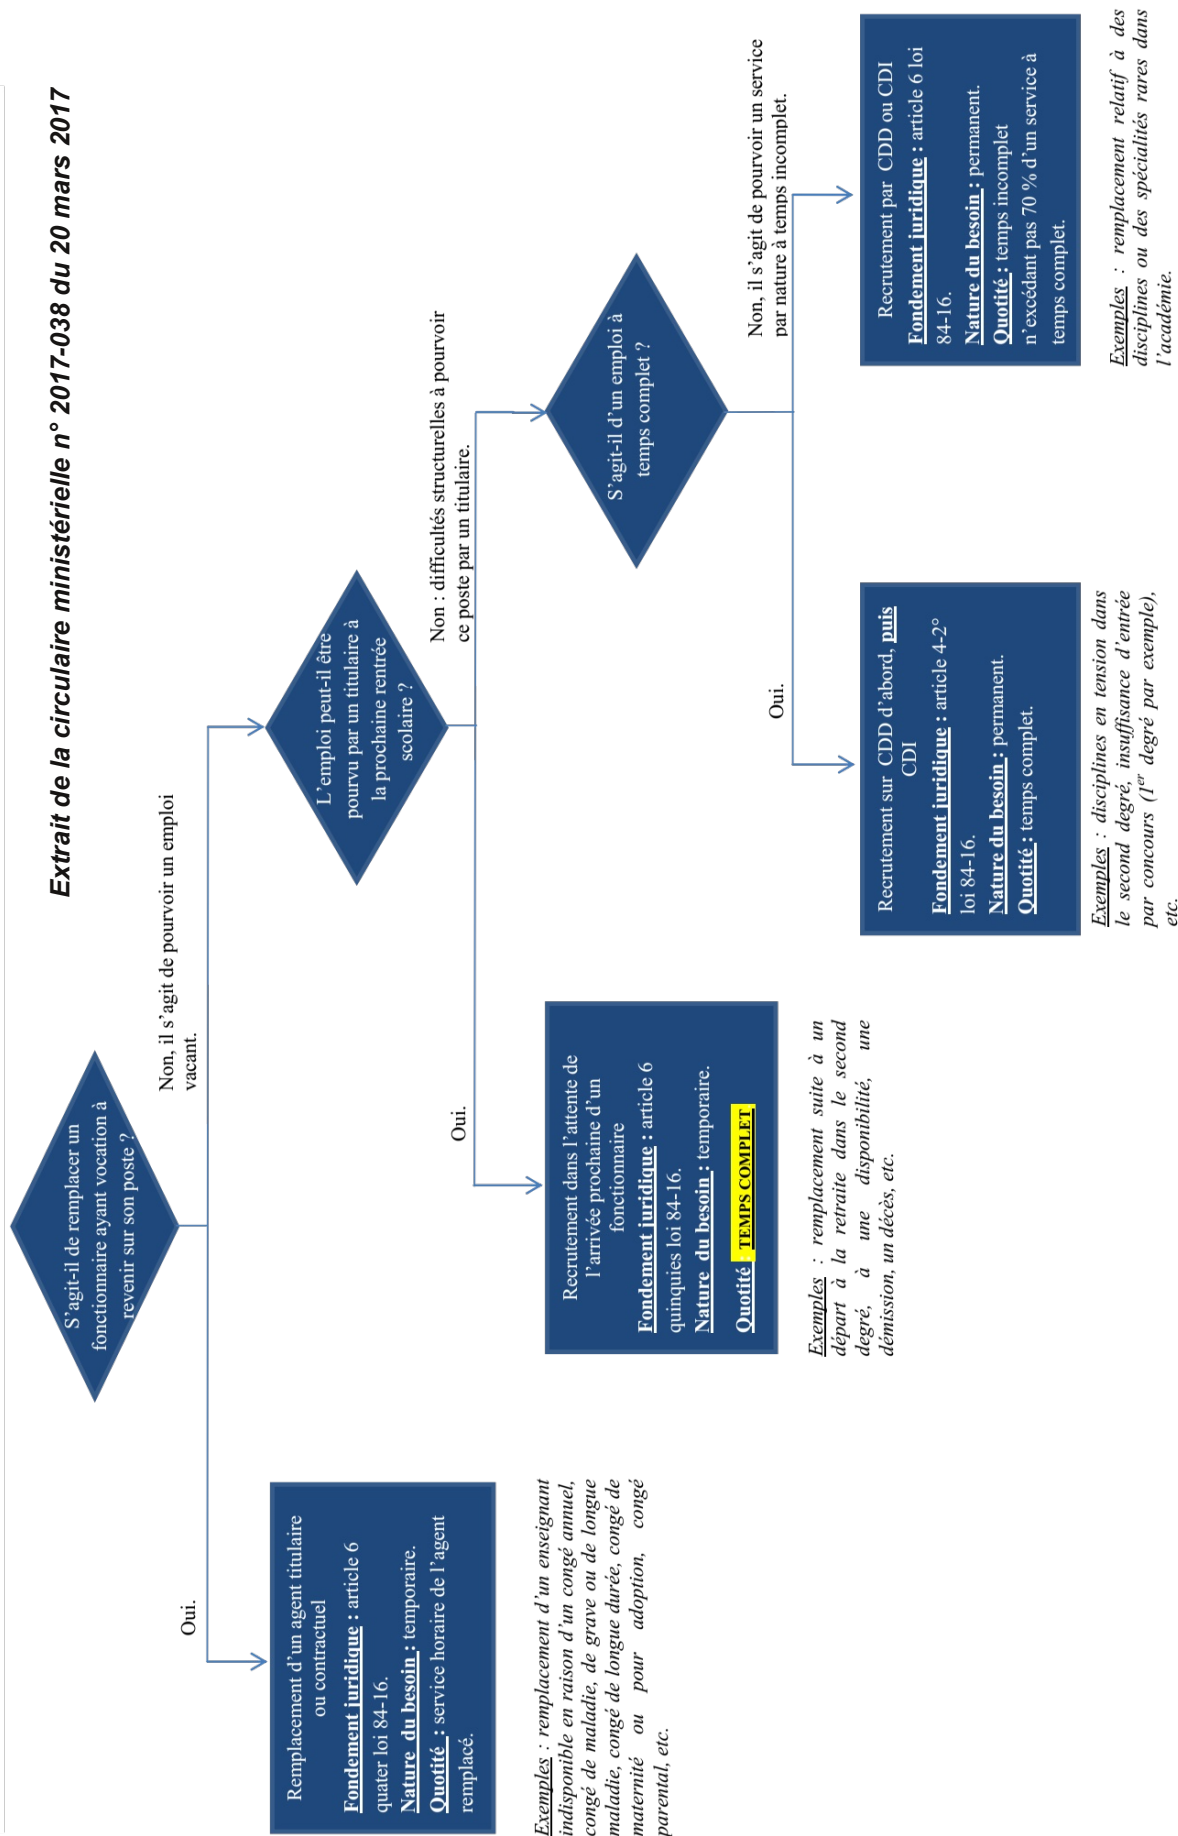 Extrait de la circulaire ministérielle n° 2017-038 du 20 mars 2017
S'agit-il de remplacer un
fonctionnaire ayant vocation à
revenir sur son poste ?
Oui.
Non, il s'agit de pourvoir un emploi
vacant.
Remplacement d'un agent titulaire
ou contractuel
Fondement juridique : article 6
quater loi 84-16.
Nature du besoin : temporaire.
Quotité : service horaire de l'agent
remplacé.
Exemples : remplacement d'un enseignant
indisponible en raison d'un congé annuel,
congé de maladie, de grave ou de longue
maladie, congé de longue durée, congé de
maternité ou pour adoption, congé
parental, etc.
L'emploi peut-il être
pourvu par un titulaire à
la prochaine rentrée
scolaire ?
Oui.
Non : difficultés structurelles à pourvoir
ce poste par un titulaire.
Recrutement dans l'attente de
l'arrivée prochaine d'un
fonctionnaire
Fondement juridique : article 6
quinquies loi 84-16.
Nature du besoin : temporaire.
Quotité : TEMPS COMPLET
Exemples : remplacement suite à un
départ à la retraite dans le second
degré, à une disponibilité, une
démission, un décès, etc.
S'agit-il d'un emploi à
temps complet ?
Oui.
Non, il s'agit de pourvoir un service
par nature à temps incomplet.
Recrutement sur CDD d'abord, puis
CDI
Fondement juridique : article 4-2°
loi 84-16.
Nature du besoin : permanent.
Quotité : temps complet.
Exemples : disciplines en tension dans
le second degré, insuffisance d'entrée
par concours (1er degré par exemple),
etc.
Recrutement par CDD ou CDI
Fondement juridique : article 6 loi
84-16.
Nature du besoin : permanent.
Quotité : temps incomplet
n'excédant pas 70 % d'un service à
temps complet.
Exemples : remplacement relatif à des
disciplines ou des spécialités rares dans
l'académie.